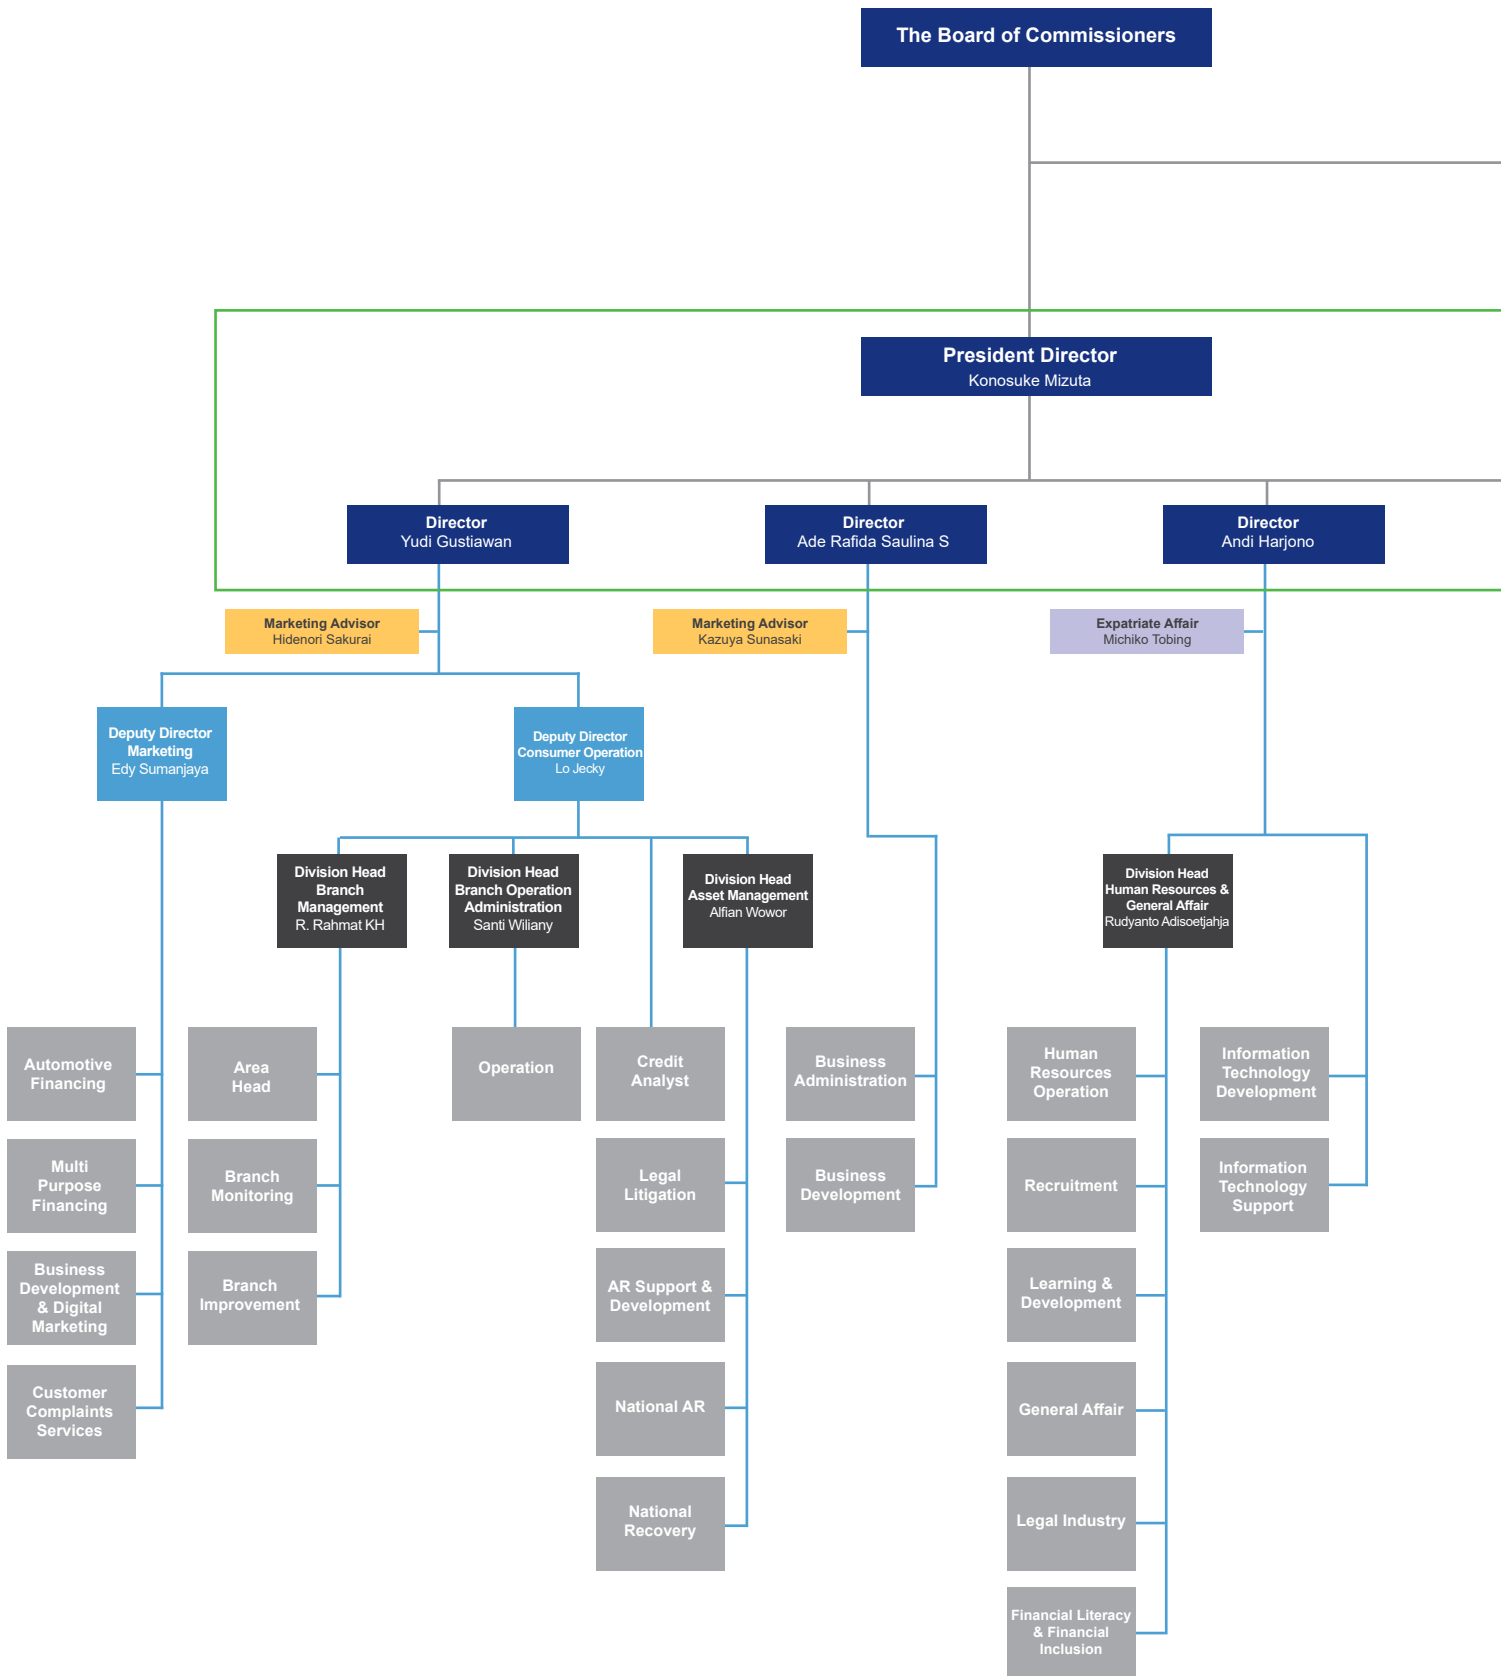 The Board of Commissioners
President Director
Konosuke Mizuta
Director
Yudi Gustiawan
Director
Ade Rafida Saulina S
Director
Andi Harjono
Marketing Advisor
Hidenori Sakurai
Marketing Advisor
Kazuya Sunasaki
Expatriate Affair
Michiko Tobing
Deputy Director
Marketing
Edy Sumanjaya
Deputy Director
Consumer Operation
Lo Jecky
Division Head
Branch
Management
R. Rahmat KH
Division Head
Branch Operation
Administration
Santi Wiliany
Division Head
Asset Management
Alfian Wowor
Division Head
Human Resources &
General Affair
Rudyanto Adisoetjahja
Automotive
Financing
Area
Head
Operation
Credit
Analyst
Business
Administration
Human
Resources
Operation
Information
Technology
Development
Multi
Purpose
Financing
Branch
Monitoring
Legal
Litigation
Business
Development
Recruitment
Information
Technology
Support
Business
Development
& Digital
Marketing
Branch
Improvement
AR Support &
Development
Learning &
Development
Customer
Complaints
Services
National AR
General Affair
National
Recovery
Legal Industry
Financial Literacy
& Financial
Inclusion